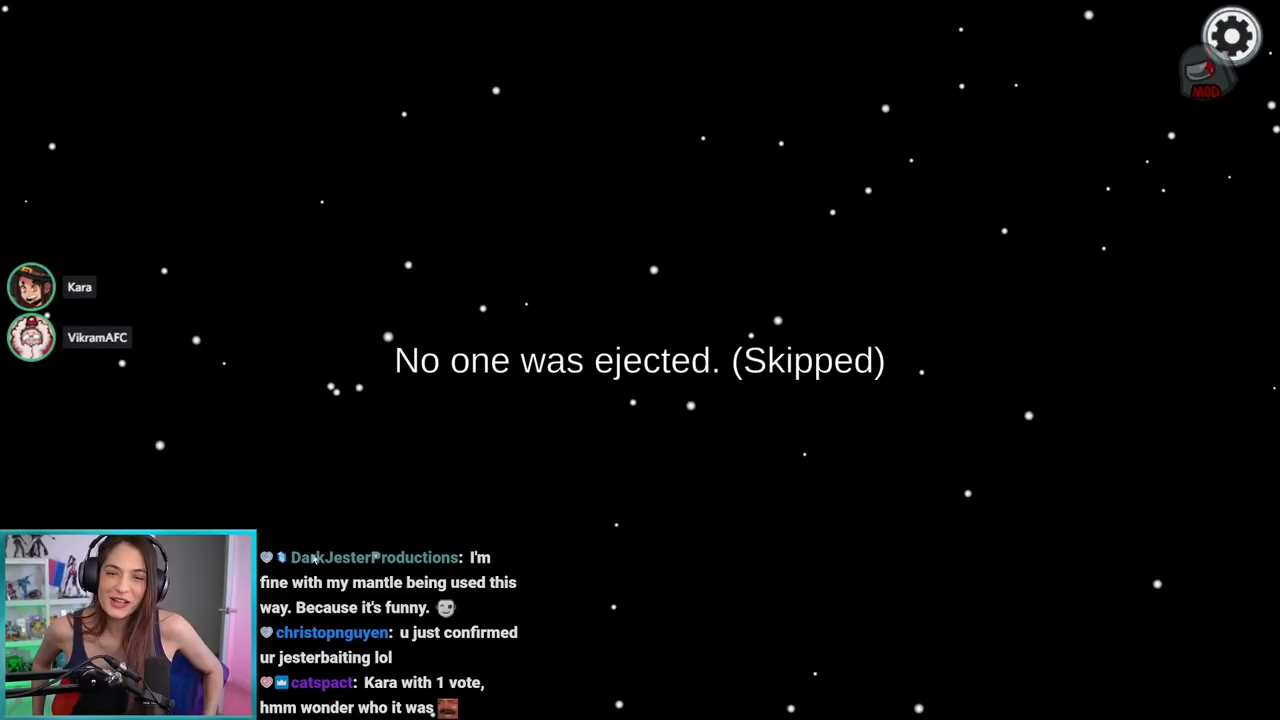 MOD
Kara
VikramAFC
No one was ejected. (Skipped)
DarkJesterProductions: I'm
fine with my mantle being used this
way. Because it's funny.
christopnguyen: u just confirmed
ur jesterbaiting lol
catspact: Kara with 1 vote,
hmm wonder who it was